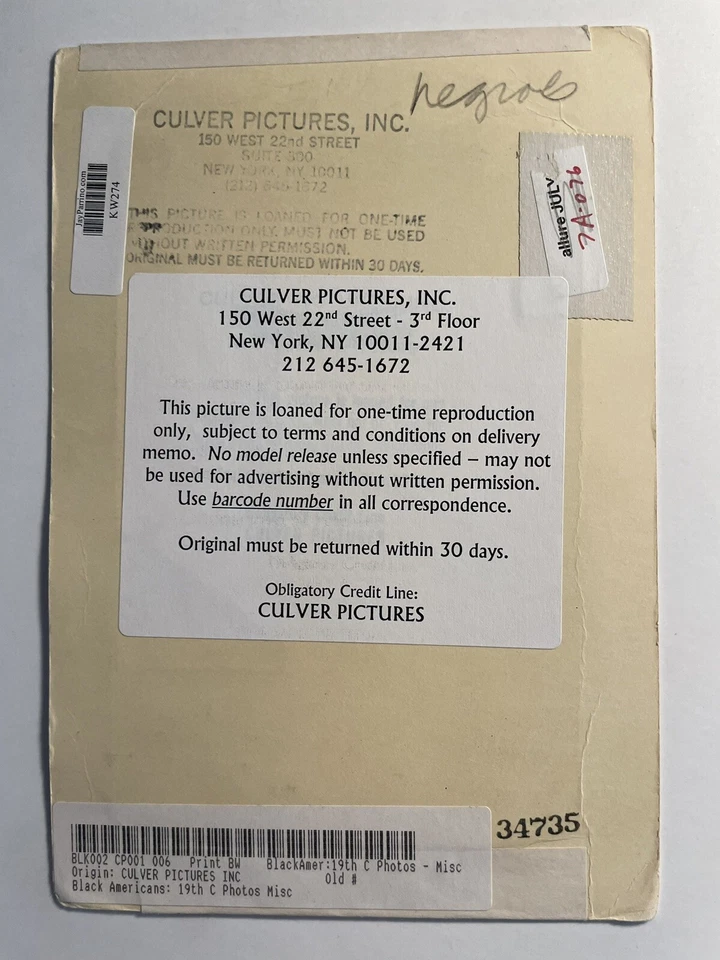 negroes
CULVER PICTURES, INC.
150 WEST 22nd STREET
SUITE 300
NEW YORK, NY 10011
(212) 645-1672
THIS PICTURE IS LOANED FOR ONE-TIME
REPRODUCTION ONLY. MUST NOT BE USED
WITHOUT WRITTEN PERMISSION.
ORIGINAL MUST BE RETURNED WITHIN 30 DAYS.
JayParrino.com
KW274
allure JULY
7A-076
CULVER PICTURES, INC.
150 West 22nd Street - 3rd Floor
New York, NY 10011-2421
212 645-1672
This picture is loaned for one-time reproduction
only, subject to terms and conditions on delivery
memo. No model release unless specified – may not
be used for advertising without written permission.
Use barcode number in all correspondence.
Original must be returned within 30 days.
Obligatory Credit Line:
CULVER PICTURES
34735
BLK002 CP001 006 Print BW BlackAmer:19th C Photos - Misc
Origin: CULVER PICTURES INC Old #
Black Americans: 19th C Photos Misc